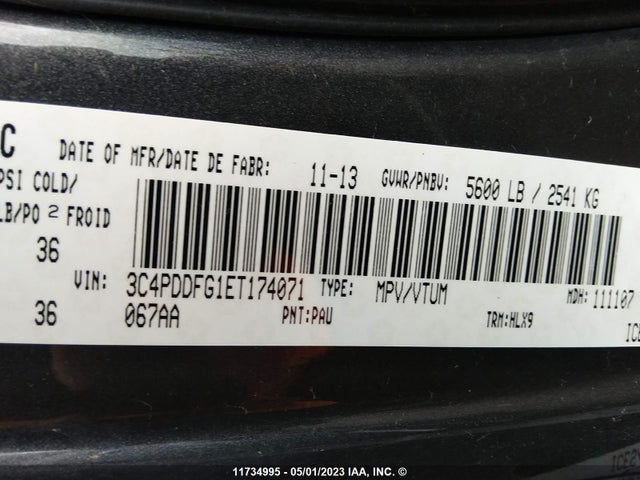 C DATE OF MFR/DATE DE FABR: 11-13 GVWR/PNBV: 5600 LB / 2541 KG
PSI COLD/
LB/PO 2 FROID
36
VIN: 3C4PDDFG1ET174071 TYPE: MPV/VTUM MDH: 111107
36 067AA PNT:PAU TRM:HLX9
11734995 - 05/01/2023 IAA, INC. ©